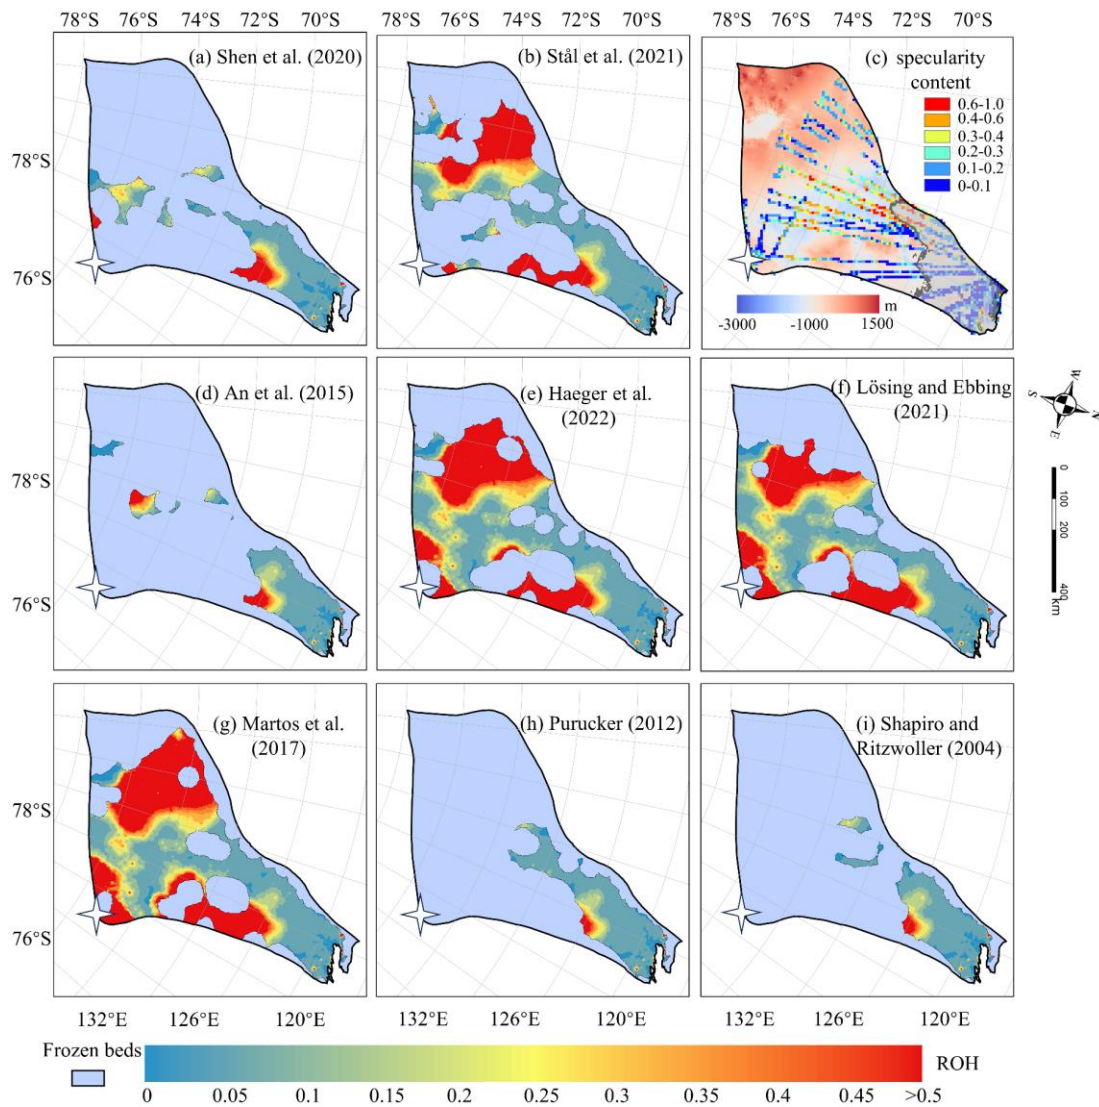 78°S 76°S 74°S 72°S 70°S 78°S 76°S 74°S 72°S 70°S 78°S 76°S 74°S 72°S 70°S
(a) Shen et al. (2020)
(b) Stål et al. (2021)
(c) specularity
content
0.6-1.0
0.4-0.6
0.3-0.4
0.2-0.3
0.1-0.2
0-0.1
m
-3000 -1000 1500
78°S
76°S
(d) An et al. (2015)
(e) Haeger et al.
(2022)
(f) Lösing and Ebbing
(2021)
W
S
N
E
0
100
200
400
km
78°S
76°S
(g) Martos et al.
(2017)
(h) Purucker (2012)
(i) Shapiro and
Ritzwoller (2004)
78°S
76°S
132°E 126°E 120°E 132°E 126°E 120°E 132°E 126°E 120°E
Frozen beds
ROH
0 0.05 0.1 0.15 0.2 0.25 0.3 0.35 0.4 0.45 >0.5